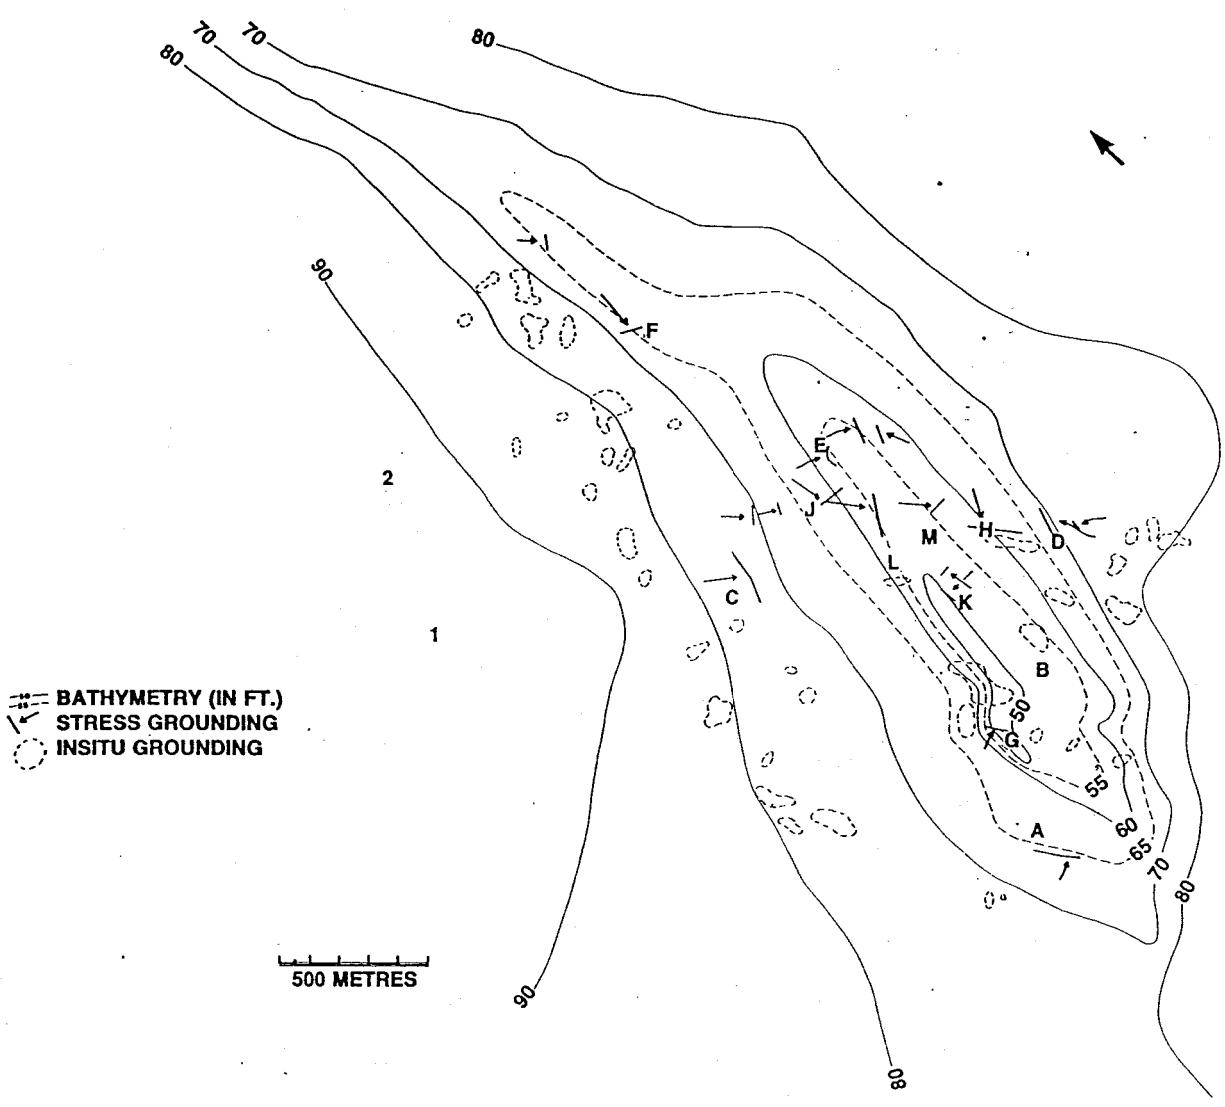 70
70
80
80
90
I
F
E
2
J
H
D
M
L
C
K
1
B
BATHYMETRY (IN FT.)
50
STRESS GROUNDING
G
INSITU GROUNDING
55
A
60
65
70
80
500 METRES
90
80